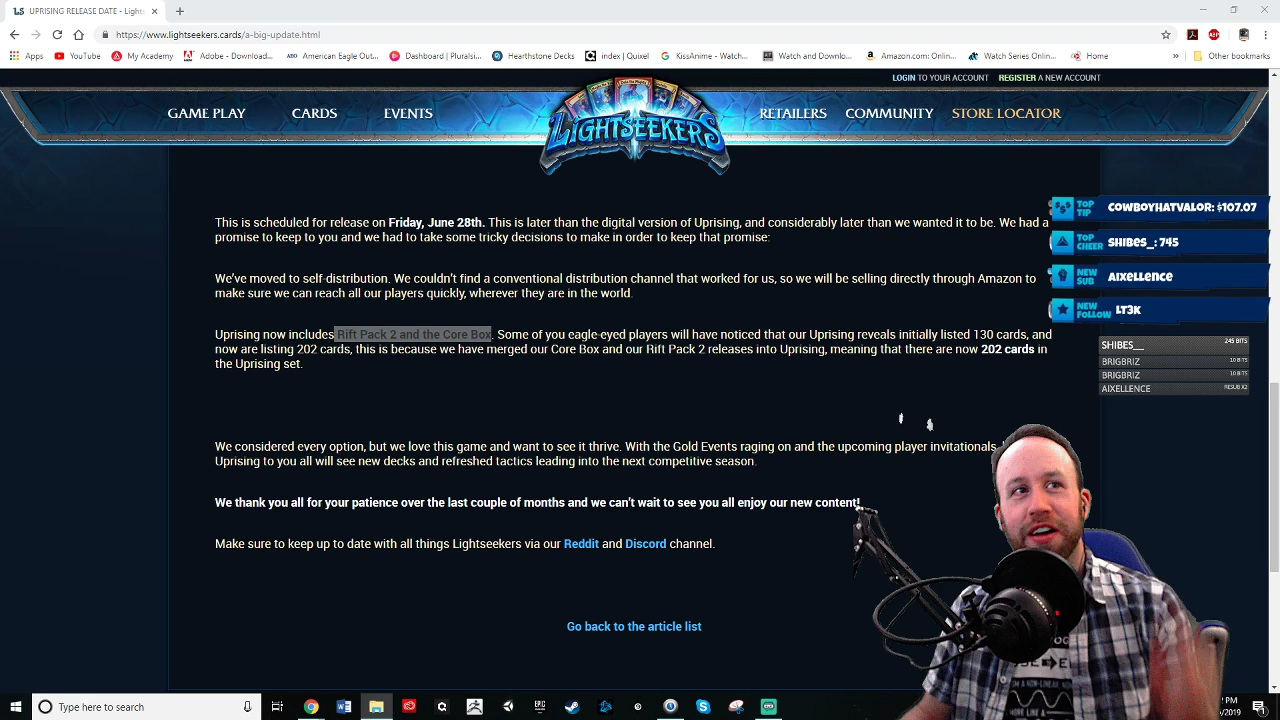 UPRISING RELEASE DATE - Light
https://www.lightseekers.cards/a-big-update.html
Apps YouTube My Academy Adobe - Download... American Eagle Out... Dashboard | Pluralsi... Hearthstone Decks index | Quixel KissAnime - Watch... Watch and Downlo... Amazon.com: Onlin... Watch Series Onlin... Home » Other bookmarks
LOGIN TO YOUR ACCOUNT REGISTER A NEW ACCOUNT
GAME PLAY CARDS EVENTS LIGHTSEEKERS RETAILERS COMMUNITY STORE LOCATOR
This is scheduled for release on Friday, June 28th. This is later than the digital version of Uprising, and considerably later than we wanted it to be. We had a
promise to keep to you and we had to take some tricky decisions to make in order to keep that promise:
We've moved to self-distribution. We couldn't find a conventional distribution channel that worked for us, so we will be selling directly through Amazon to
make sure we can reach all our players quickly, wherever they are in the world.
Uprising now includes Rift Pack 2 and the Core Box. Some of you eagle-eyed players will have noticed that our Uprising reveals initially listed 130 cards, and
now are listing 202 cards, this is because we have merged our Core Box and our Rift Pack 2 releases into Uprising, meaning that there are now 202 cards in
the Uprising set.
We considered every option, but we love this game and want to see it thrive. With the Gold Events raging on and the upcoming player invitationals,
Uprising to you all will see new decks and refreshed tactics leading into the next competitive season.
We thank you all for your patience over the last couple of months and we can't wait to see you all enjoy our new content!
Make sure to keep up to date with all things Lightseekers via our Reddit and Discord channel.
Go back to the article list
TOP TIP COWBOYHATVALOR: $107.07
TOP CHEER SHIBES_: 745
NEW SUB AIXELLENCE
NEW FOLLOW LT3K
SHIBES__ 245 BITS
BRIGBRIZ 10 BITS
BRIGBRIZ 10 BITS
AIXELLENCE RESUB X2
Type here to search
PM
/2019